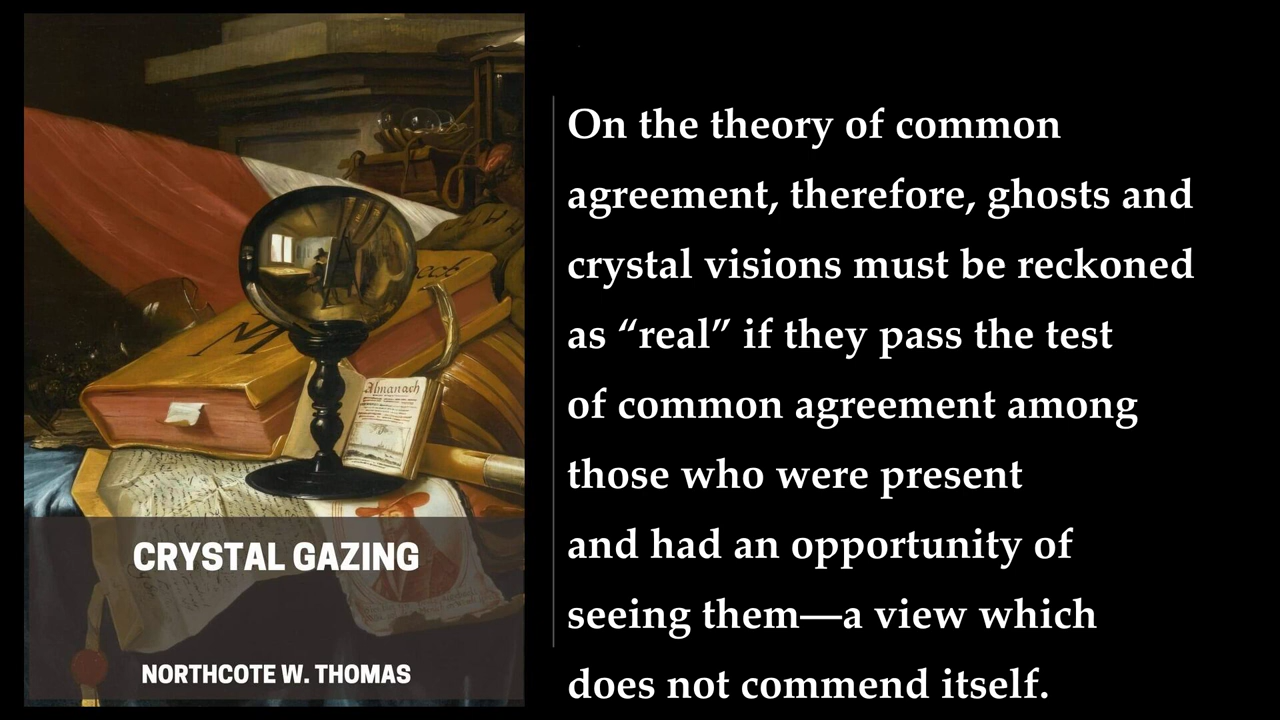 On the theory of common
agreement, therefore, ghosts and
crystal visions must be reckoned
as “real” if they pass the test
of common agreement among
those who were present
and had an opportunity of
seeing them—a view which
does not commend itself.
Almanach
CRYSTAL GAZING
NORTHCOTE W. THOMAS